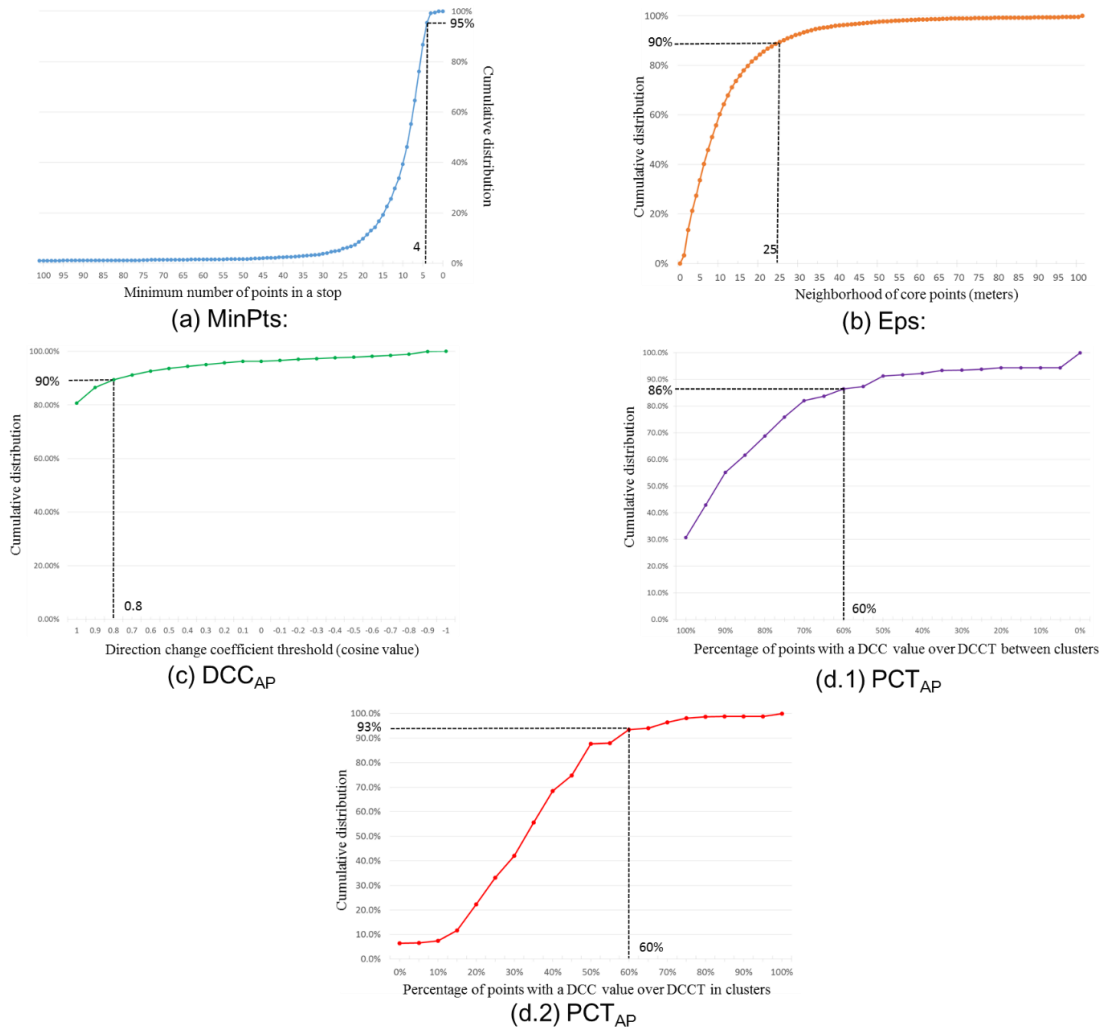 100%
95%
80%
60%
40%
20%
0%
Cumulative distribution
4
100 95 90 85 80 75 70 65 60 55 50 45 40 35 30 25 20 15 10 5 0
Minimum number of points in a stop
(a) MinPts:
100%
90%
80%
60%
40%
20%
0%
Cumulative distribution
25
0 5 10 15 20 25 30 35 40 45 50 55 60 65 70 75 80 85 90 95 100
Neighborhood of core points (meters)
(b) Eps:
100.00%
90%
80.00%
60.00%
40.00%
20.00%
0.00%
Cumulative distribution
0.8
1 0.9 0.8 0.7 0.6 0.5 0.4 0.3 0.2 0.1 0 -0.1 -0.2 -0.3 -0.4 -0.5 -0.6 -0.7 -0.8 -0.9 -1
Direction change coefficient threshold (cosine value)
(c) DCCAP
100.0%
90.0%
86%
80.0%
70.0%
60.0%
50.0%
40.0%
30.0%
20.0%
10.0%
0.0%
Cumulative distribution
60%
100% 90% 80% 70% 60% 50% 40% 30% 20% 10% 0%
Percentage of points with a DCC value over DCCT between clusters
(d.1) PCTAP
100.0%
93%
90.0%
80.0%
70.0%
60.0%
50.0%
40.0%
30.0%
20.0%
10.0%
0.0%
Cumulative distribution
60%
0% 10% 20% 30% 40% 50% 60% 70% 80% 90% 100%
Percentage of points with a DCC value over DCCT in clusters
(d.2) PCTAP